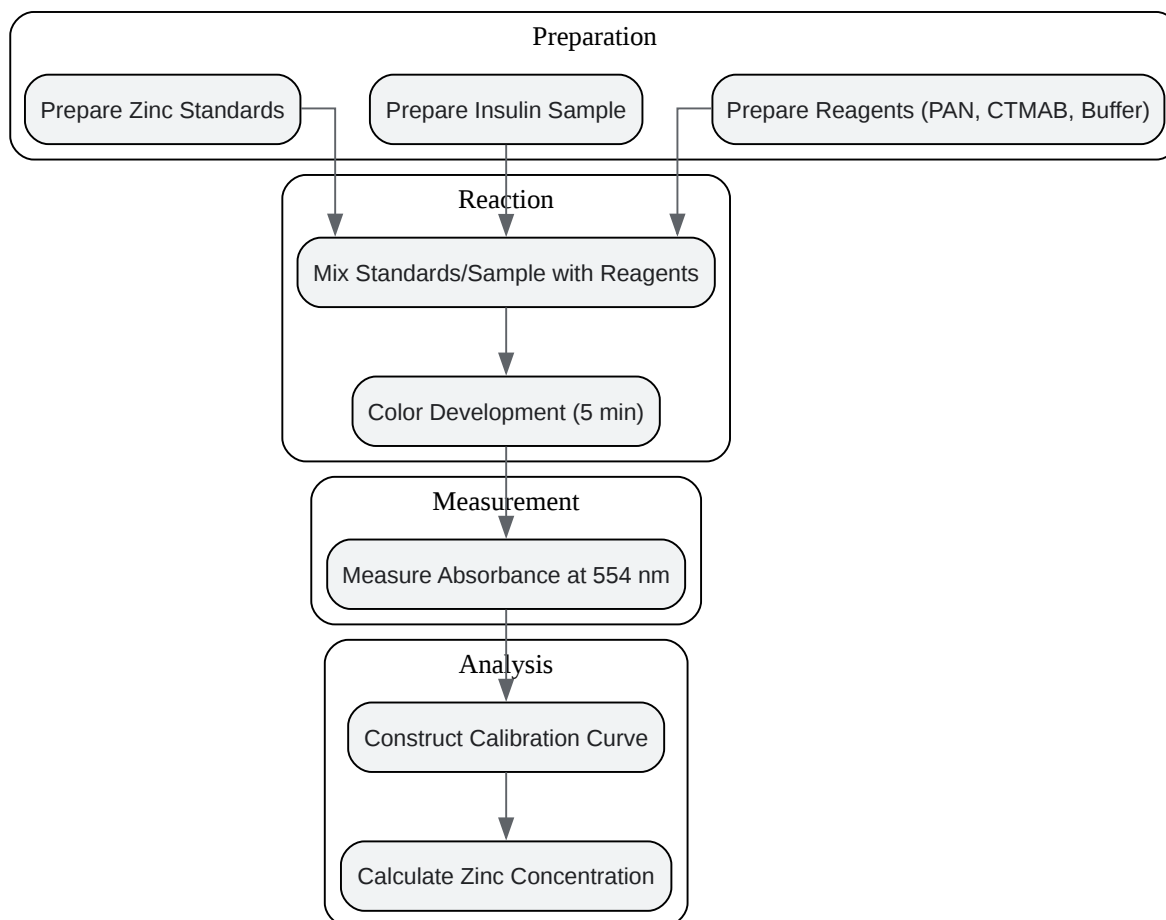 Preparation
Prepare Zinc Standards
Prepare Insulin Sample
Prepare Reagents (PAN, CTMAB, Buffer)
Reaction
Mix Standards/Sample with Reagents
Color Development (5 min)
Measurement
Measure Absorbance at 554 nm
Analysis
Construct Calibration Curve
Calculate Zinc Concentration